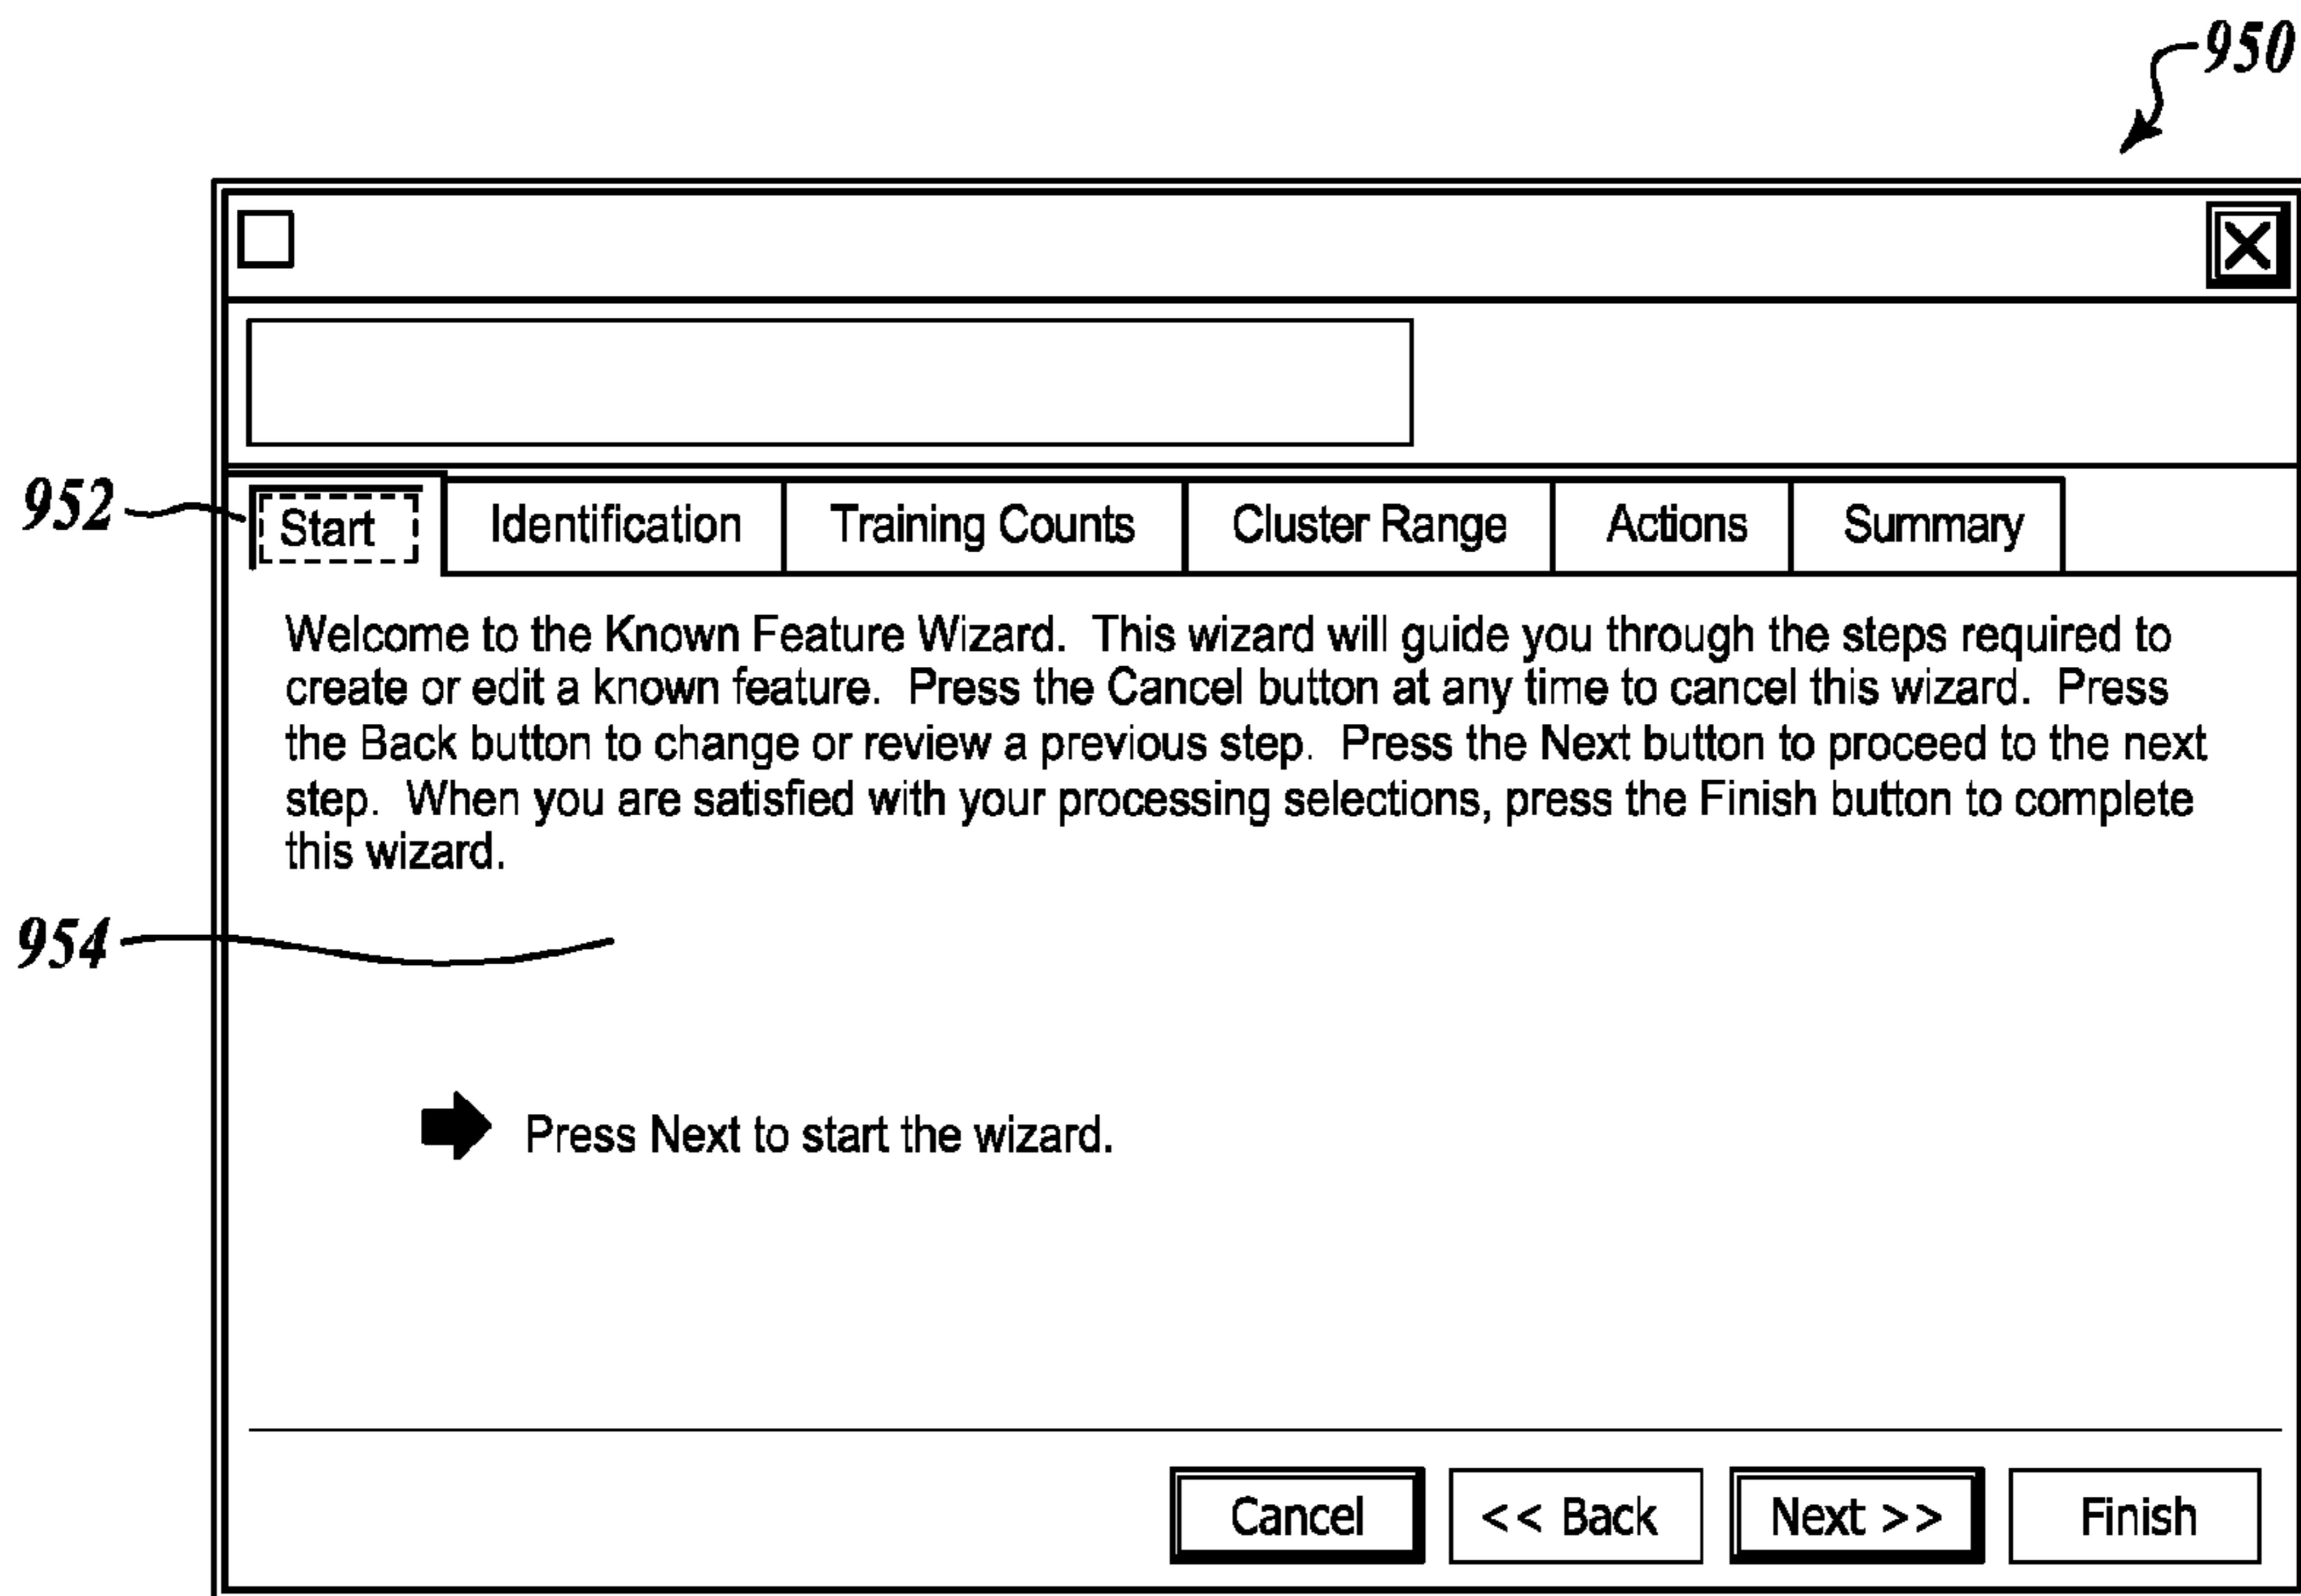 950
952
Start Identification Training Counts Cluster Range Actions Summary
Welcome to the Known Feature Wizard. This wizard will guide you through the steps required to
create or edit a known feature. Press the Cancel button at any time to cancel this wizard. Press
the Back button to change or review a previous step. Press the Next button to proceed to the next
step. When you are satisfied with your processing selections, press the Finish button to complete
this wizard.
954
Press Next to start the wizard.
Cancel << Back Next >> Finish